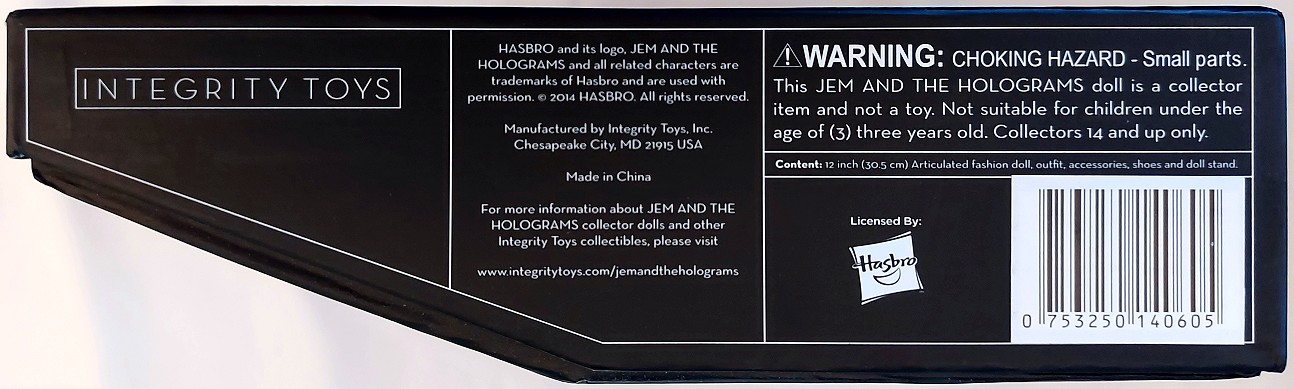 INTEGRITY TOYS
HASBRO and its logo, JEM AND THE
HOLOGRAMS and all related characters are
trademarks of Hasbro and are used with
permission. © 2014 HASBRO. All rights reserved.
Manufactured by Integrity Toys, Inc.
Chesapeake City, MD 21915 USA
Made in China
For more information about JEM AND THE
HOLOGRAMS collector dolls and other
Integrity Toys collectibles, please visit
www.integritytoys.com/jemandtheholograms
⚠WARNING: CHOKING HAZARD - Small parts.
This JEM AND THE HOLOGRAMS doll is a collector
item and not a toy. Not suitable for children under the
age of (3) three years old. Collectors 14 and up only.
Content: 12 inch (30.5 cm) Articulated fashion doll, outfit, accessories, shoes and doll stand.
Licensed By:
Hasbro
0 753250 140605